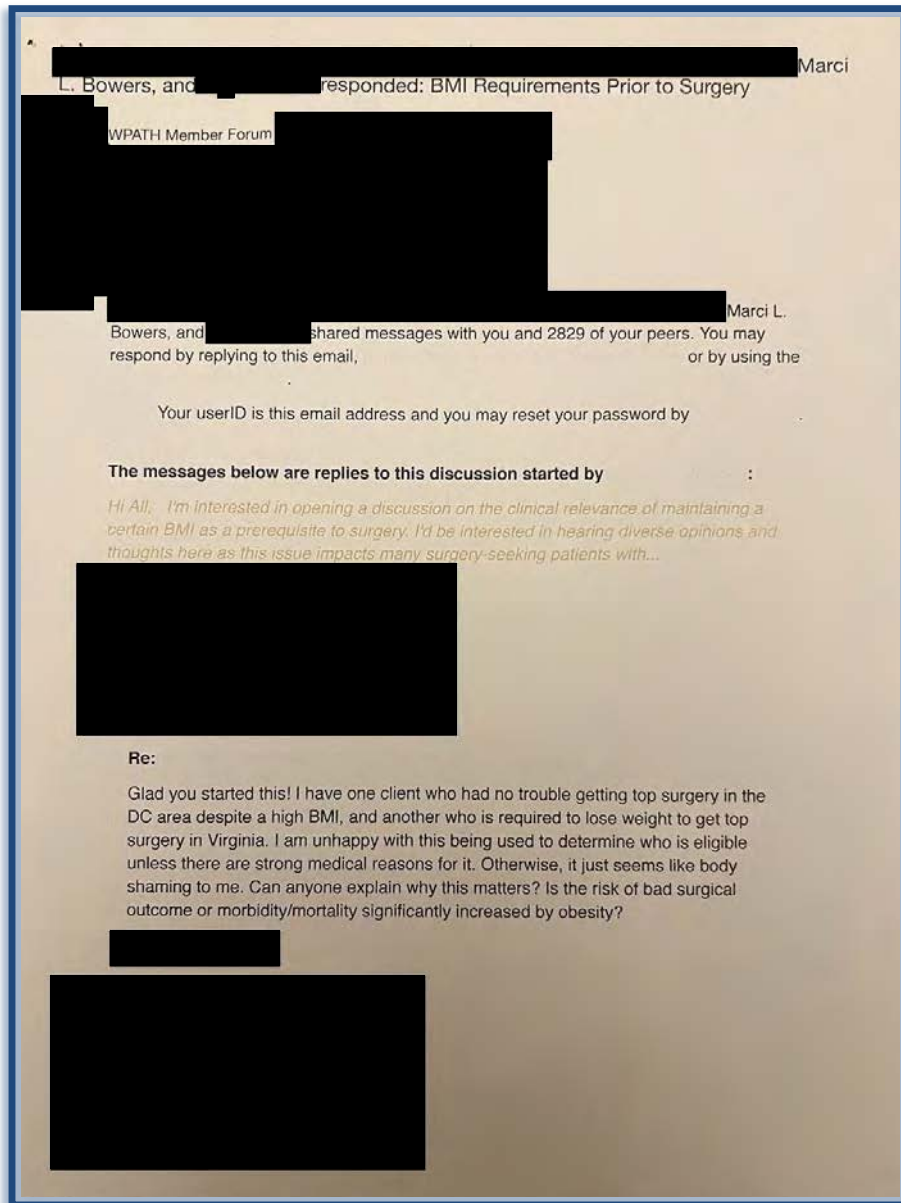 Marci
L. Bowers, and responded: BMI Requirements Prior to Surgery
WPATH Member Forum
Marci L.
Bowers, and shared messages with you and 2829 of your peers. You may
respond by replying to this email, or by using the
.
Your userID is this email address and you may reset your password by .
The messages below are replies to this discussion started by :
Hi All, I'm interested in opening a discussion on the clinical relevance of maintaining a
certain BMI as a prerequisite to surgery. I'd be interested in hearing diverse opinions and
thoughts here as this issue impacts many surgery-seeking patients with...
Re:
Glad you started this! I have one client who had no trouble getting top surgery in the
DC area despite a high BMI, and another who is required to lose weight to get top
surgery in Virginia. I am unhappy with this being used to determine who is eligible
unless there are strong medical reasons for it. Otherwise, it just seems like body
shaming to me. Can anyone explain why this matters? Is the risk of bad surgical
outcome or morbidity/mortality significantly increased by obesity?